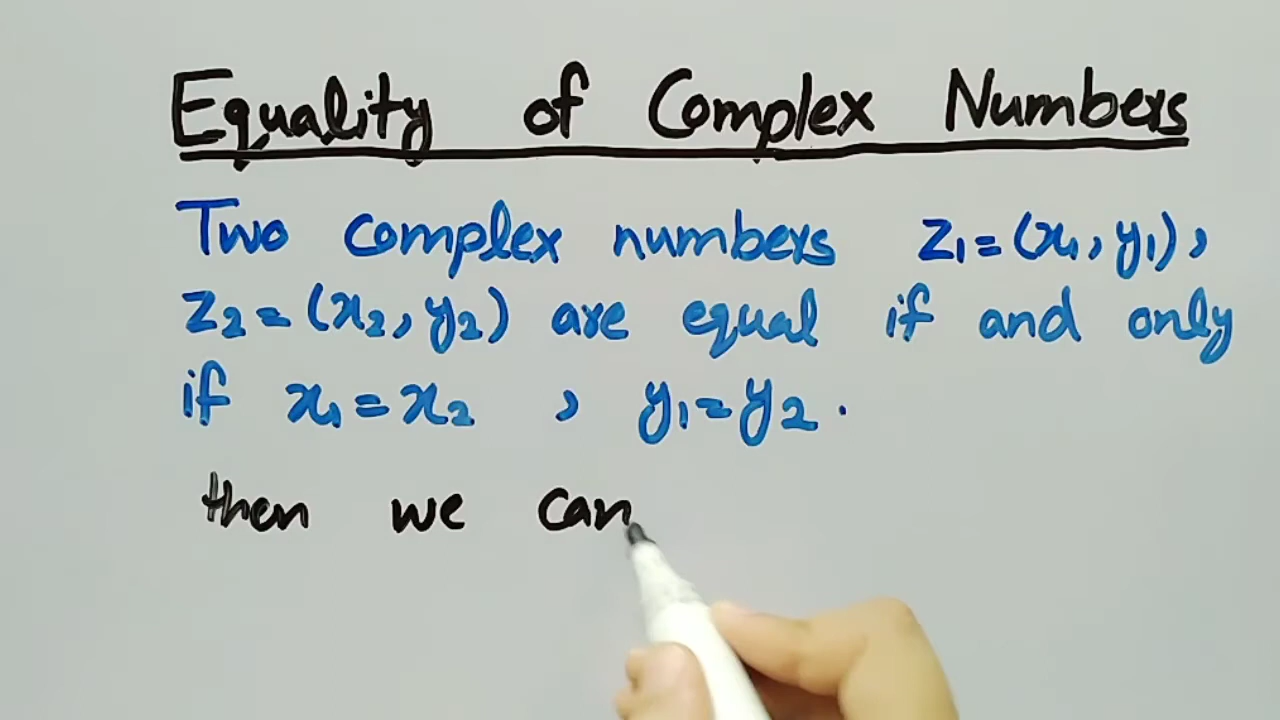 Equality of Complex Numbers
Two complex numbers z₁=(x₁,y₁),
z₂=(x₂,y₂) are equal if and only
if x₁=x₂ , y₁=y₂.
then we can